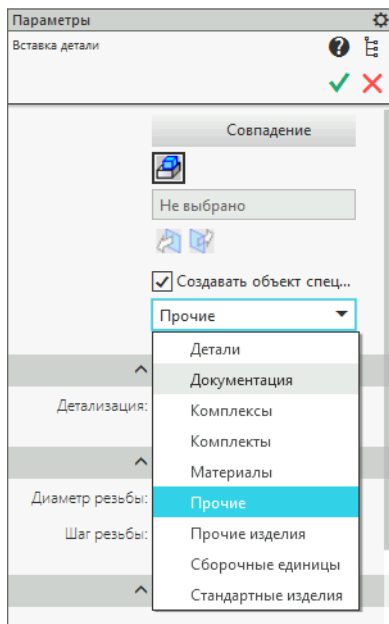 Параметры
Вставка детали
Совпадение
Не выбрано
Создавать объект спец...
Прочие
Детали
Документация
Детализация:
Комплексы
Комплекты
Материалы
Диаметр резьбы:
Прочие
Шаг резьбы:
Прочие изделия
Сборочные единицы
Стандартные изделия